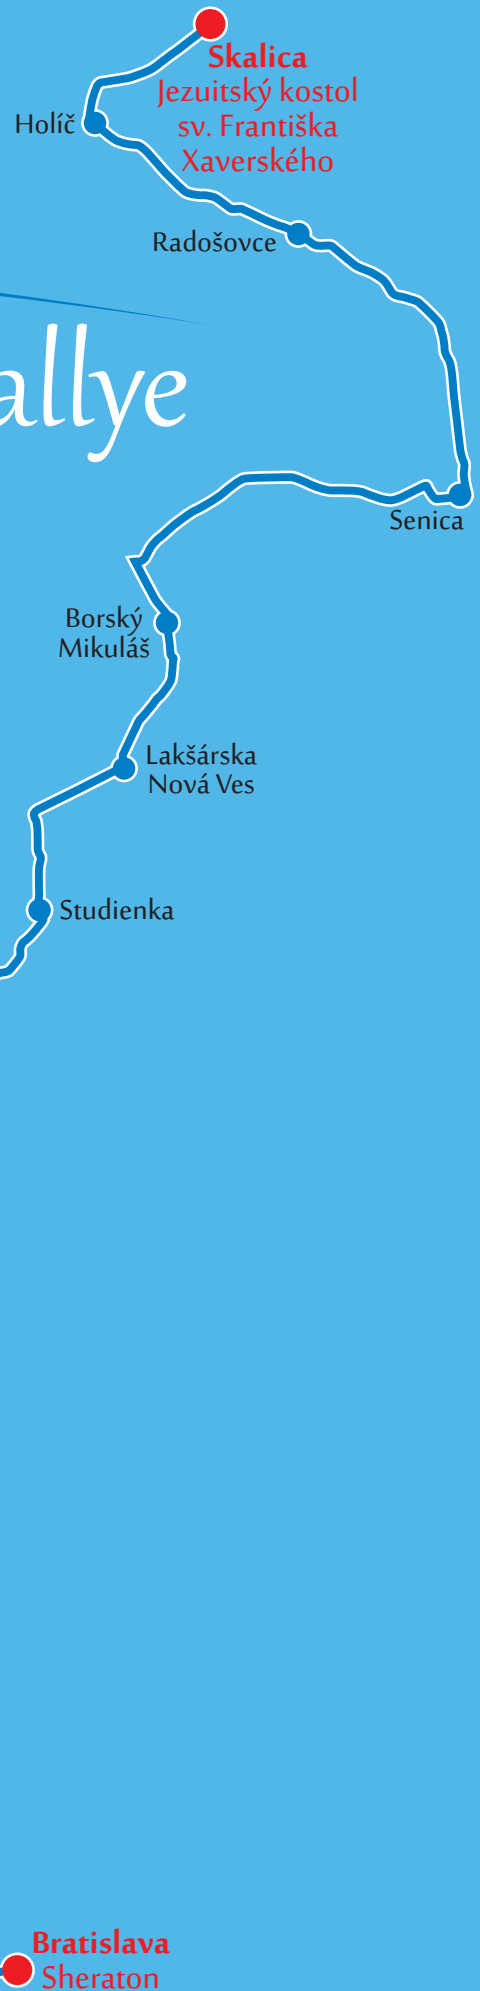 Skalica
Jezuitský kostol
sv. Františka
Xaverského
Holíč
Radošovce
allye
Senica
Borský
Mikuláš
Lakšárska
Nová Ves
Studienka
Bratislava
Sheraton